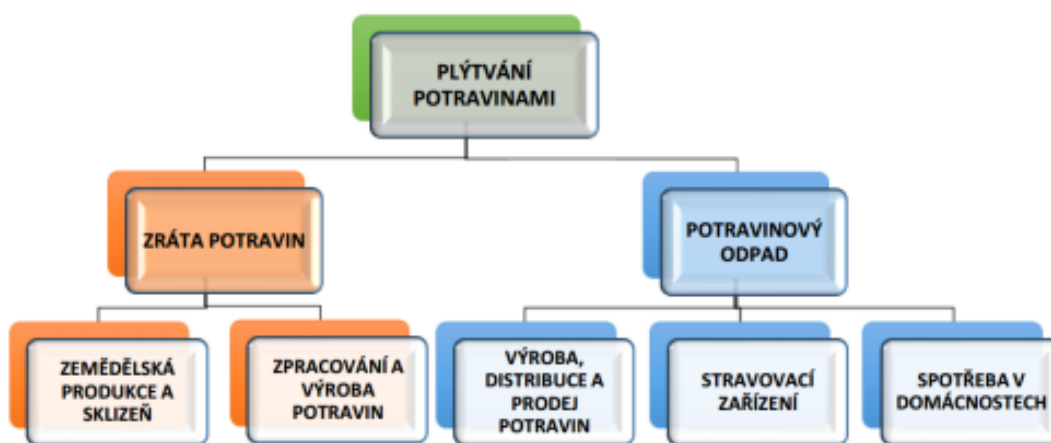 PLÝTVÁNÍ
POTRAVINAMI
ZRÁTA POTRAVIN
POTRAVINOVÝ
ODPAD
ZEMĚDĚLSKÁ
PRODUKCE A
SKLIZEŇ
ZPRACOVÁNÍ A
VÝROBA
POTRAVIN
VÝROBA,
DISTRIBUCE A
PRODEJ
POTRAVIN
STRAVOVACÍ
ZAŘÍZENÍ
SPOTŘEBA V
DOMÁCNOSTECH